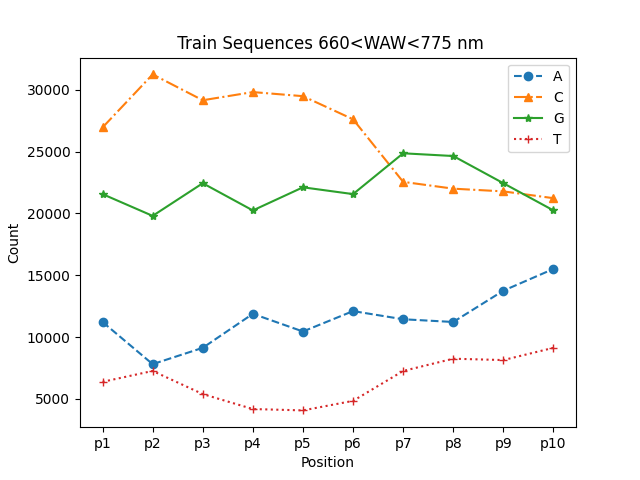 Train Sequences 660<WAW<775 nm
A
C
G
T
30000
25000
20000
15000
10000
5000
Count
p1 p2 p3 p4 p5 p6 p7 p8 p9 p10
Position